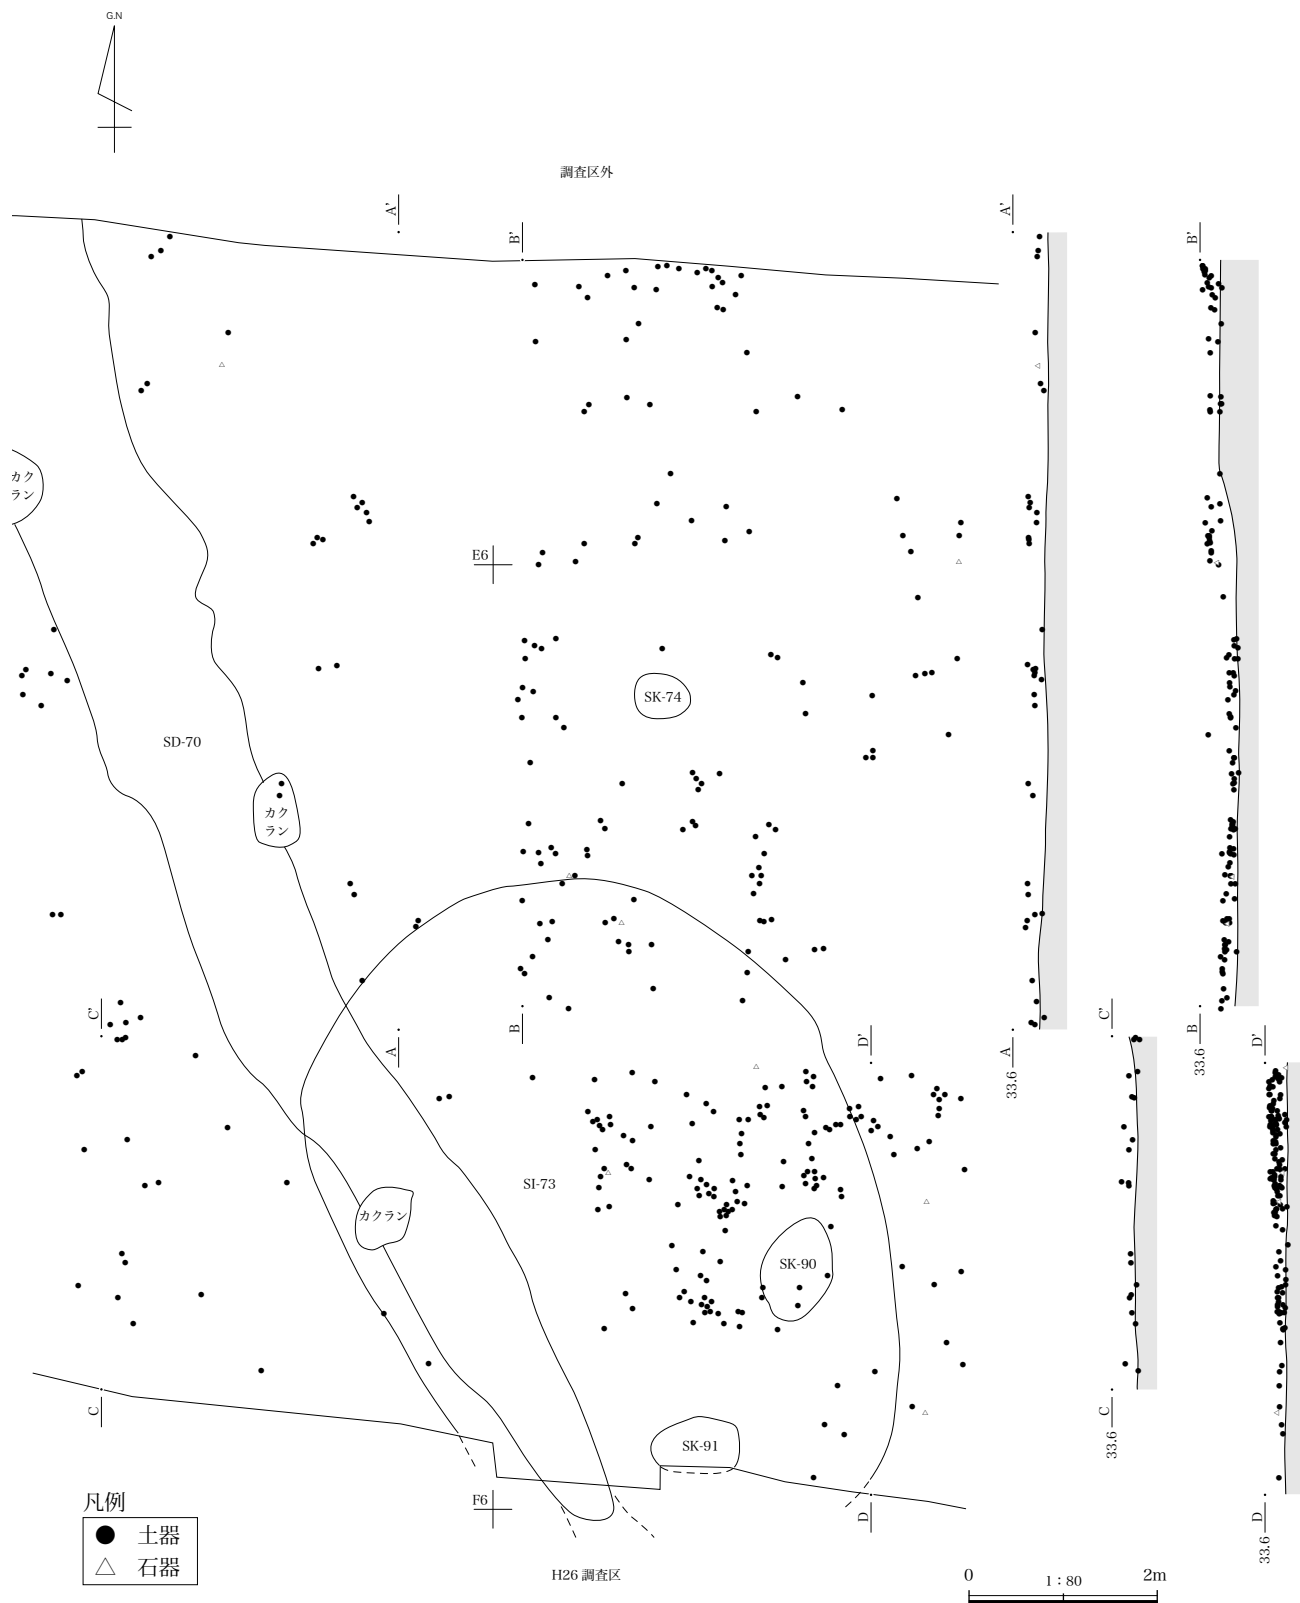 G.N
調査区外
A'
B'
A'
B'
カク
ラン
E6
SK-74
SD-70
カク
ラン
C'
A
B
D'
A
33.6
C'
B
33.6
D'
SI-73
カクラン
SK-90
C
SK-91
C
33.6
F6
D
D
33.6
凡例
土器
石器
H26 調査区
0
1：80
2m